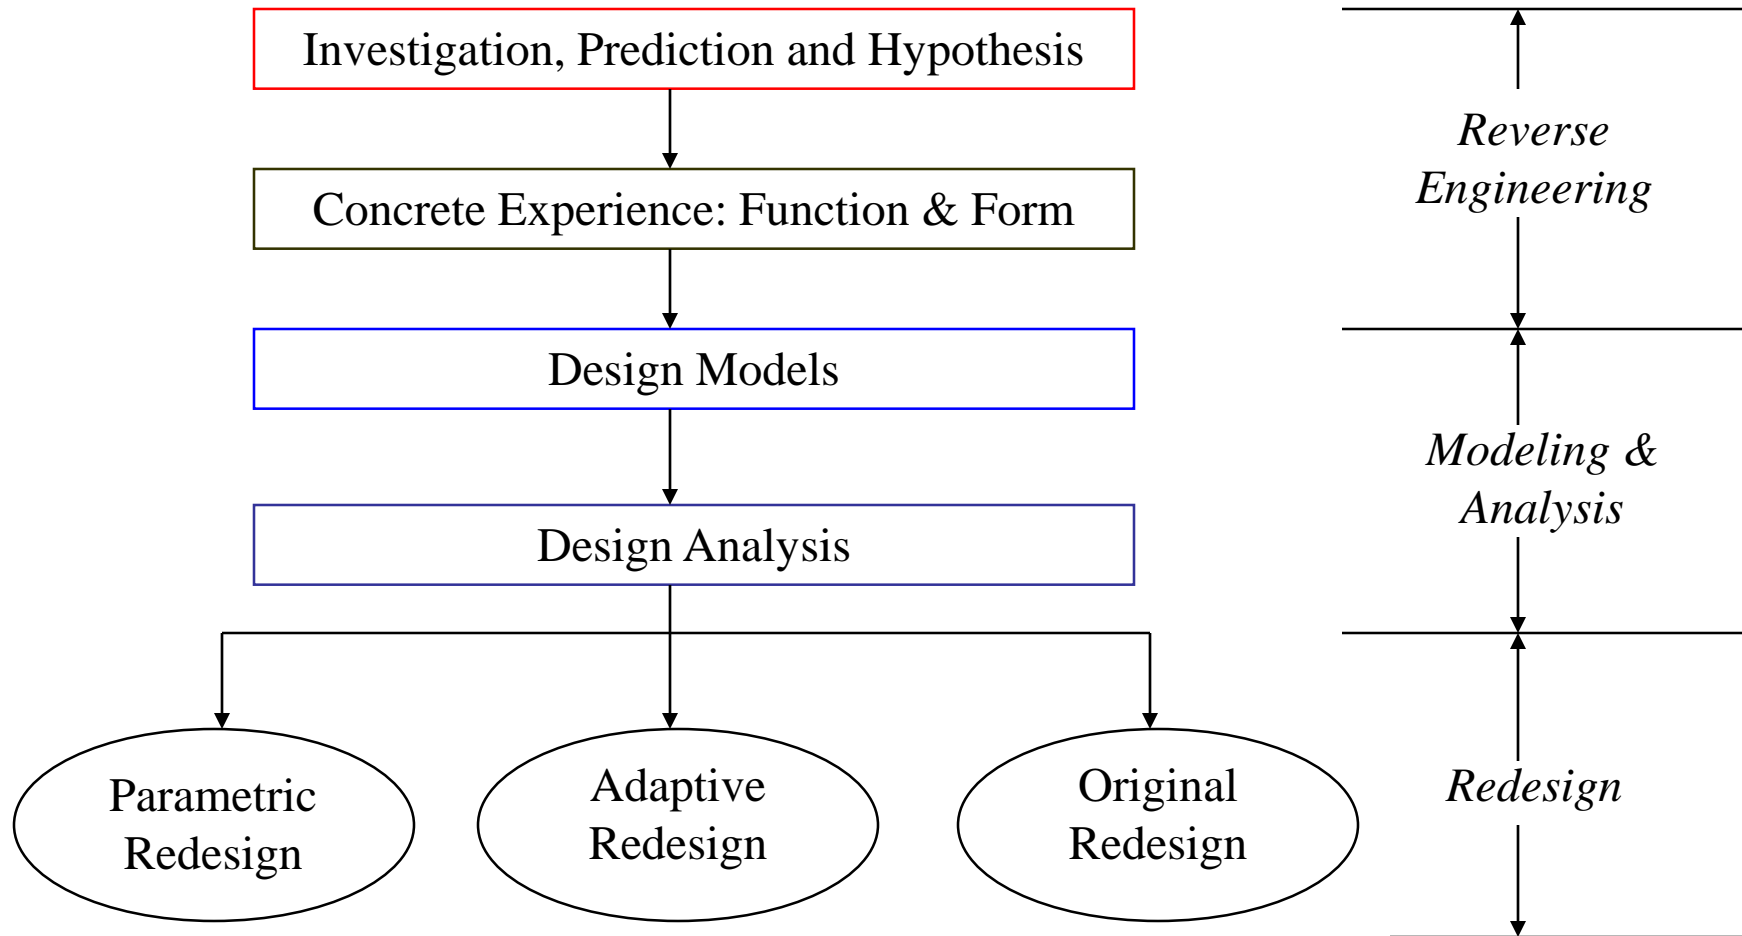 Investigation, Prediction and Hypothesis
Reverse
Engineering
Concrete Experience: Function & Form
Design Models
Modeling &
Analysis
Design Analysis
Parametric
Redesign
Adaptive
Redesign
Original
Redesign
Redesign